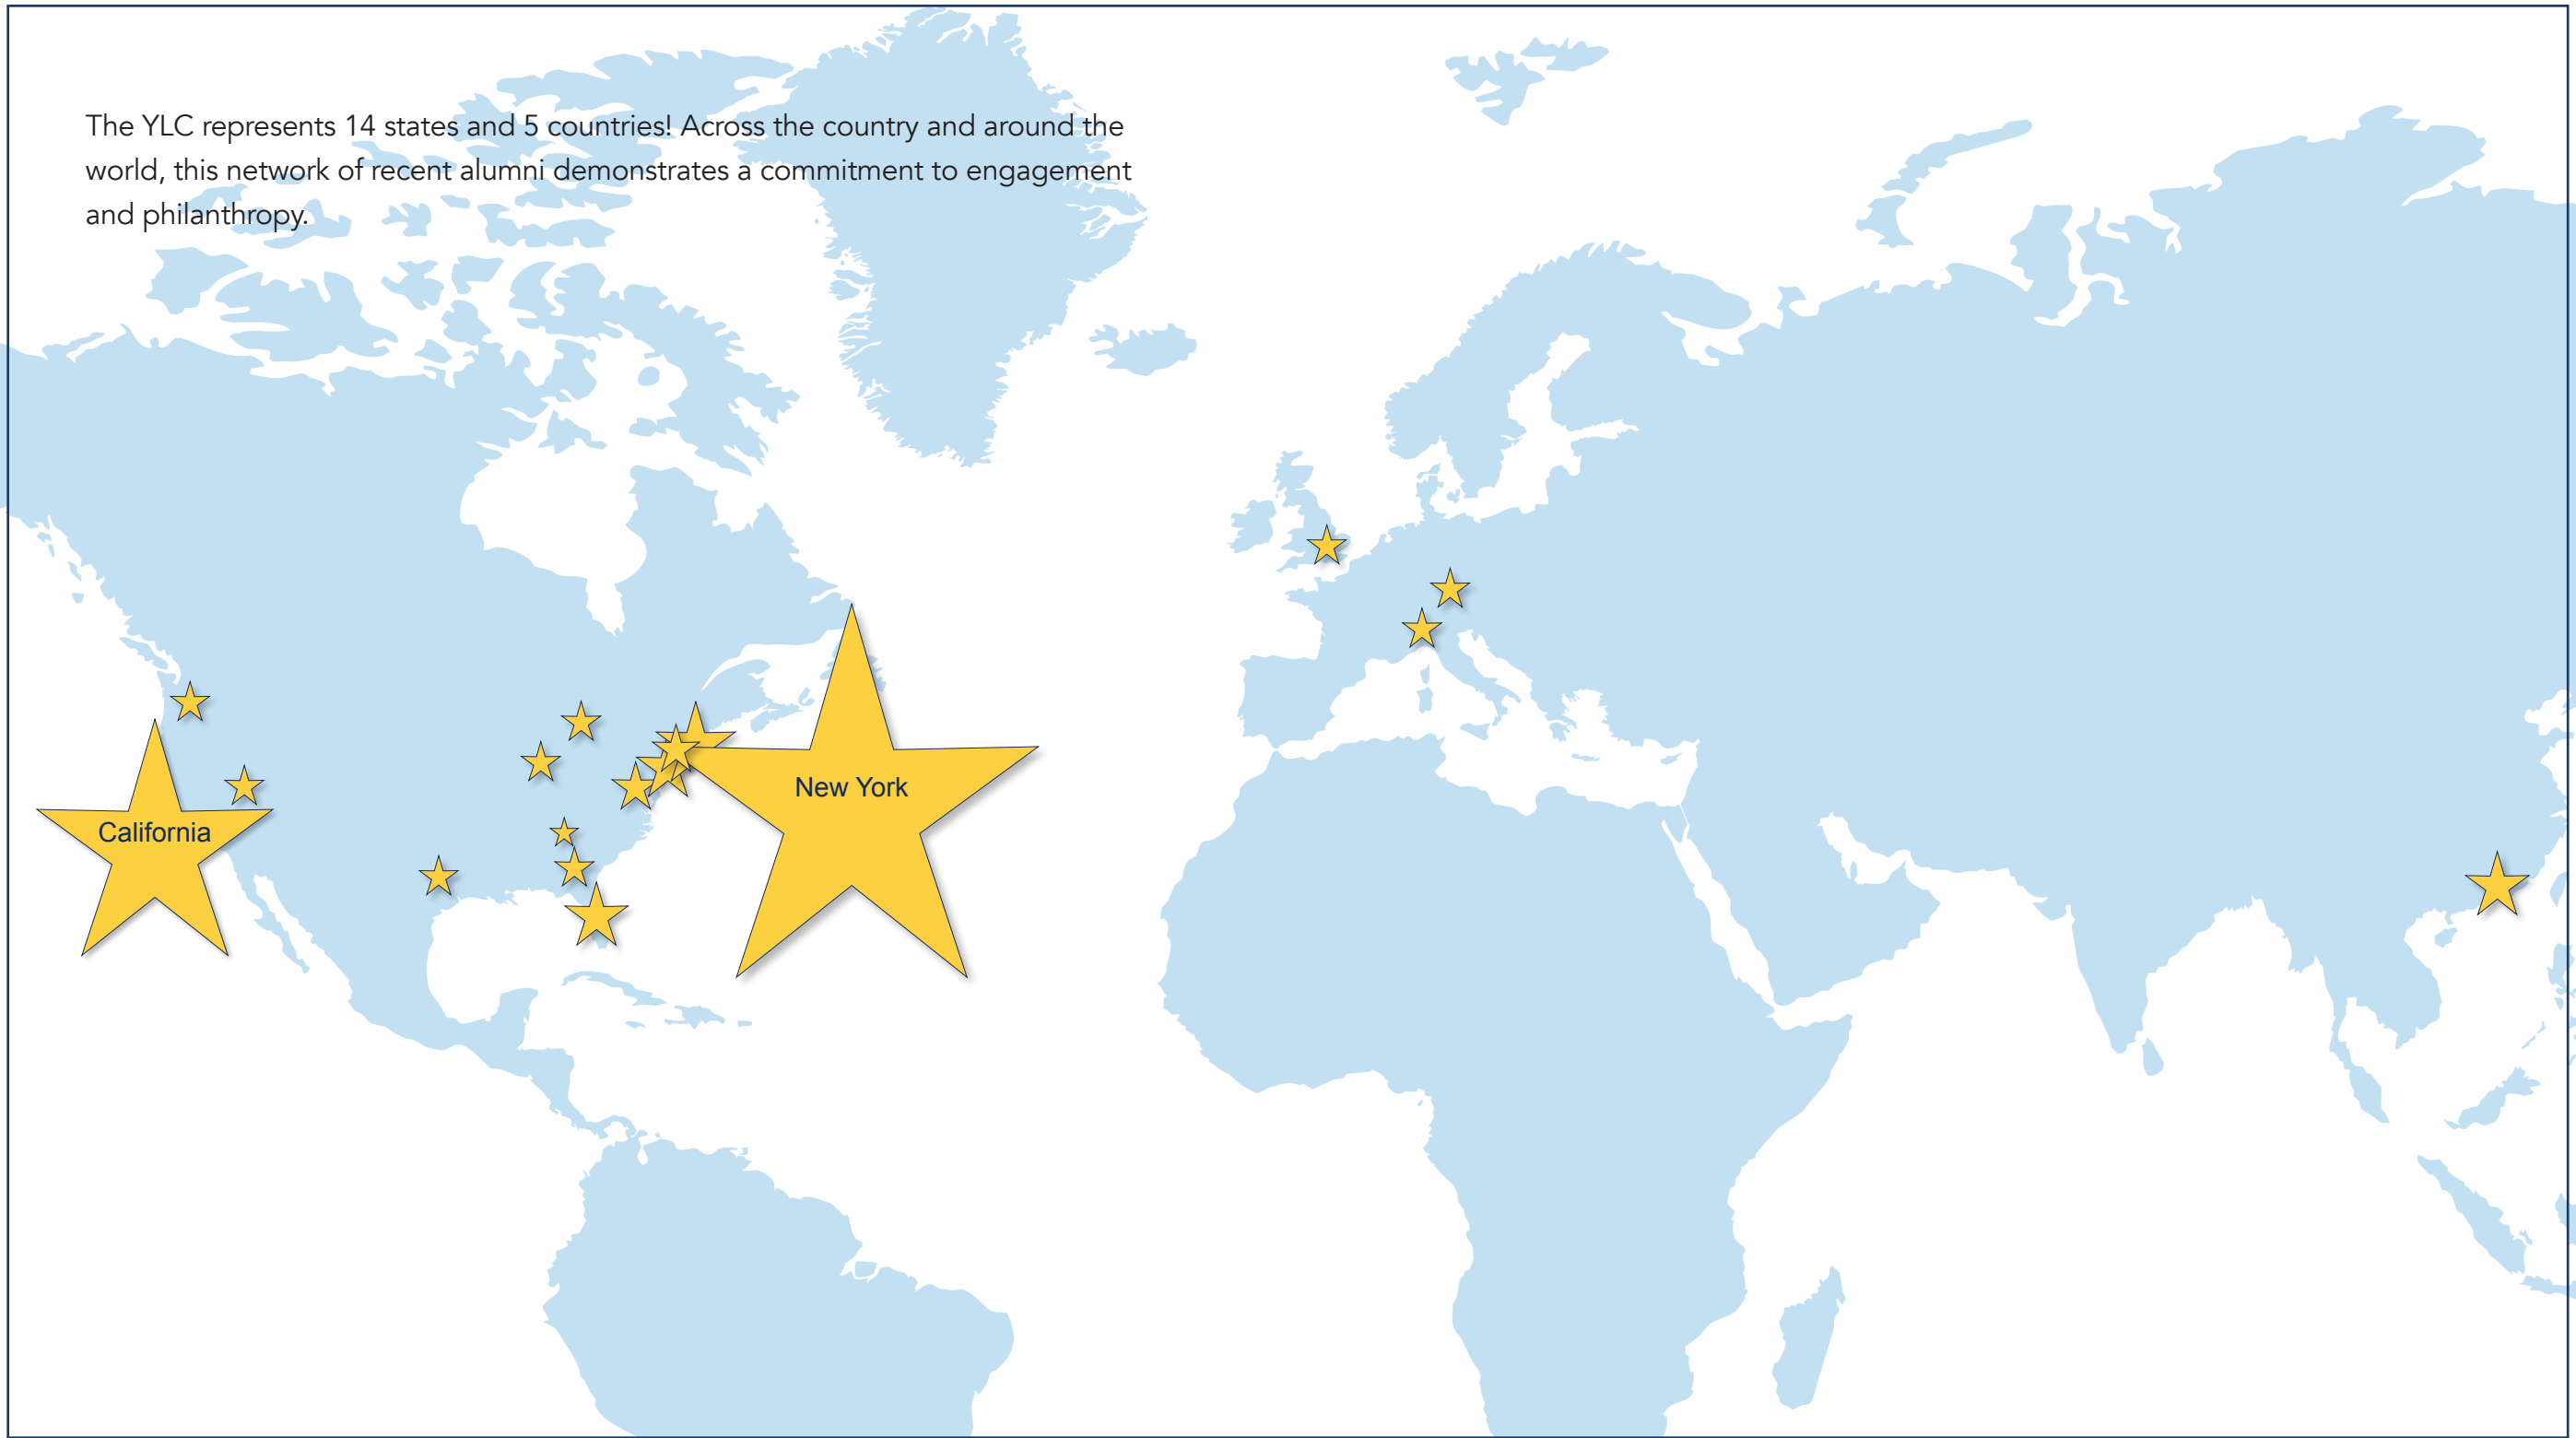 The YLC represents 14 states and 5 countries! Across the country and around the
world, this network of recent alumni demonstrates a commitment to engagement
and philanthropy.
New York
California